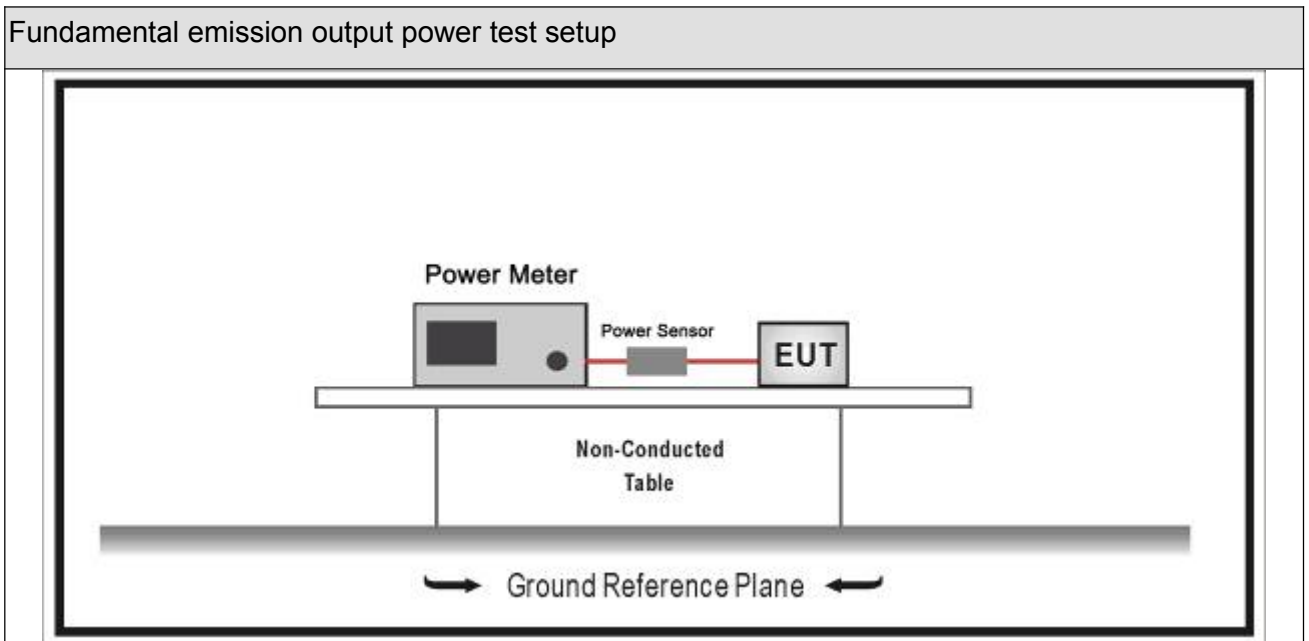 Fundamental emission output power test setup
Power Meter
Power Sensor
EUT
Non-Conducted
Table
Ground Reference Plane